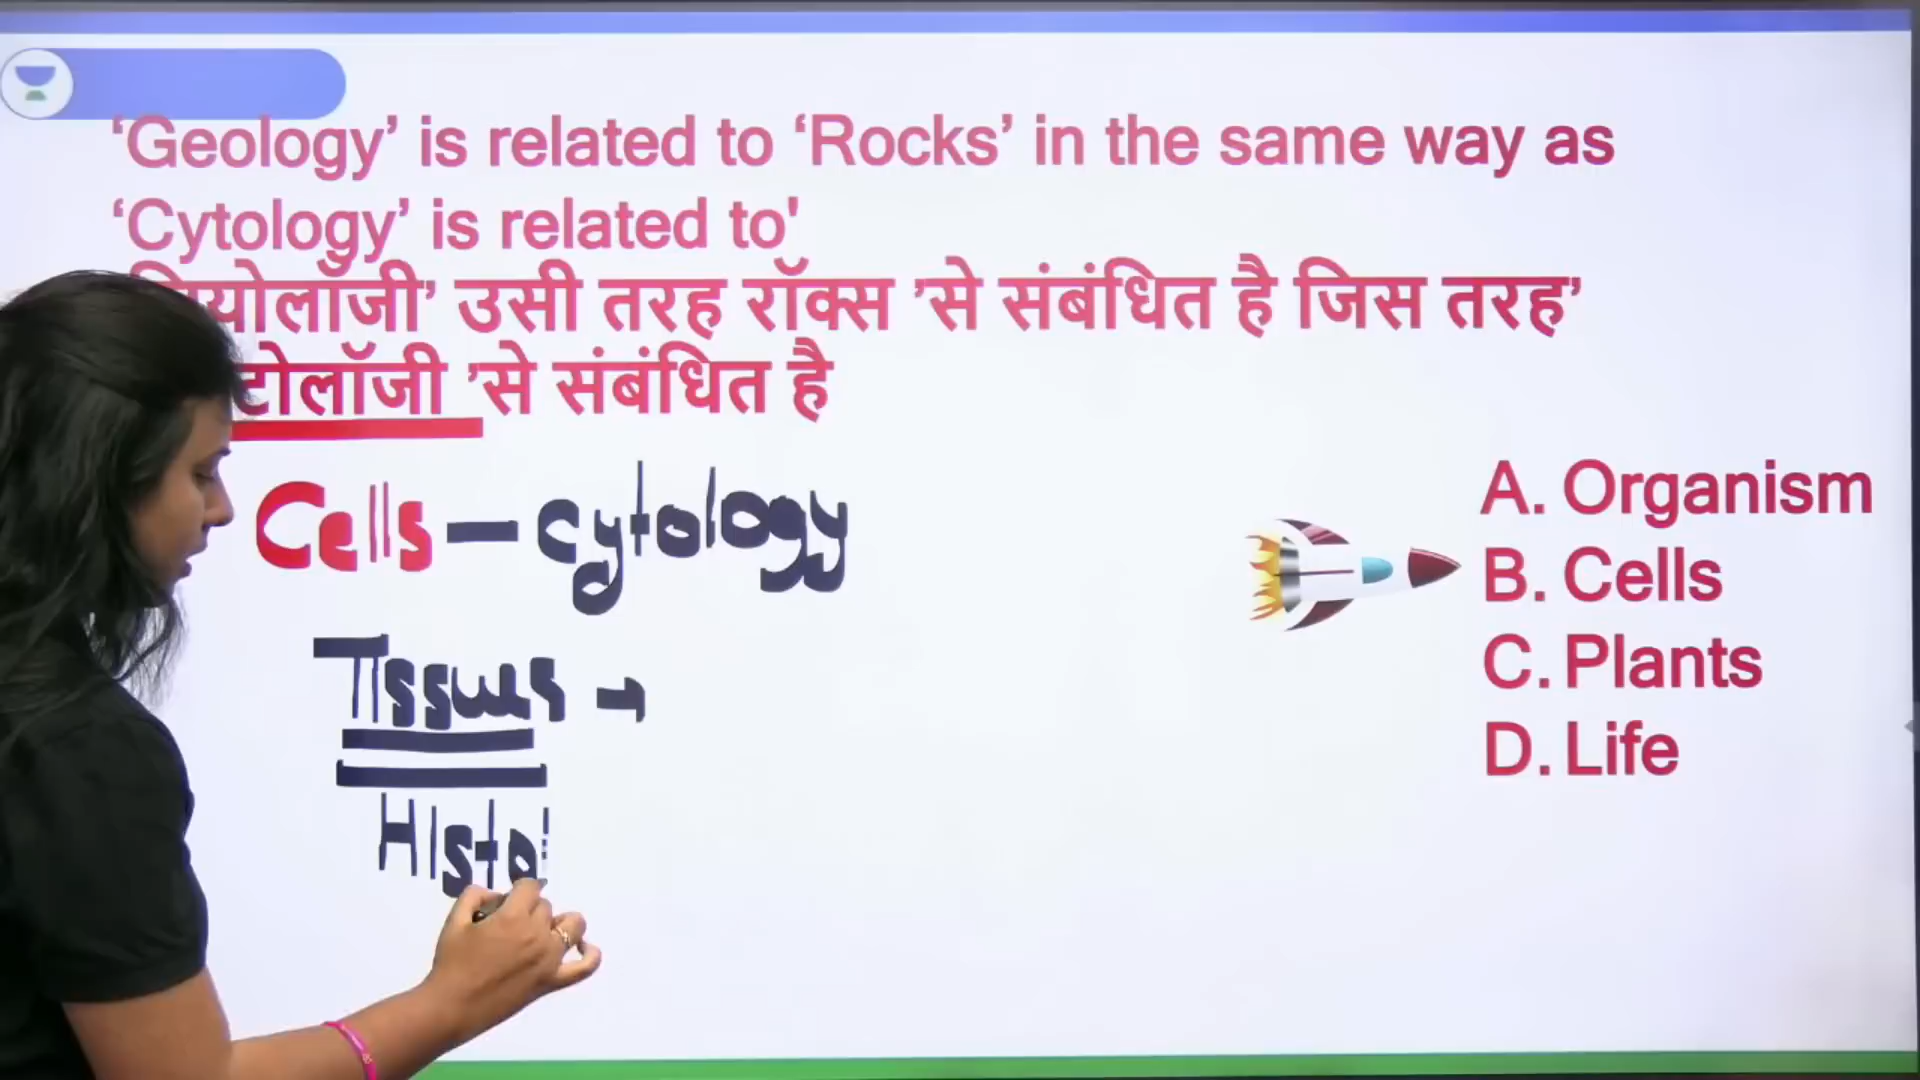 ‘Geology’ is related to ‘Rocks’ in the same way as
‘Cytology’ is related to'
उसी तरह रॉक्स ’से संबंधित है जिस तरह’
’से संबंधित है
Cells – cytology
Tissues →
Histol
A. Organism
B. Cells
C. Plants
D. Life